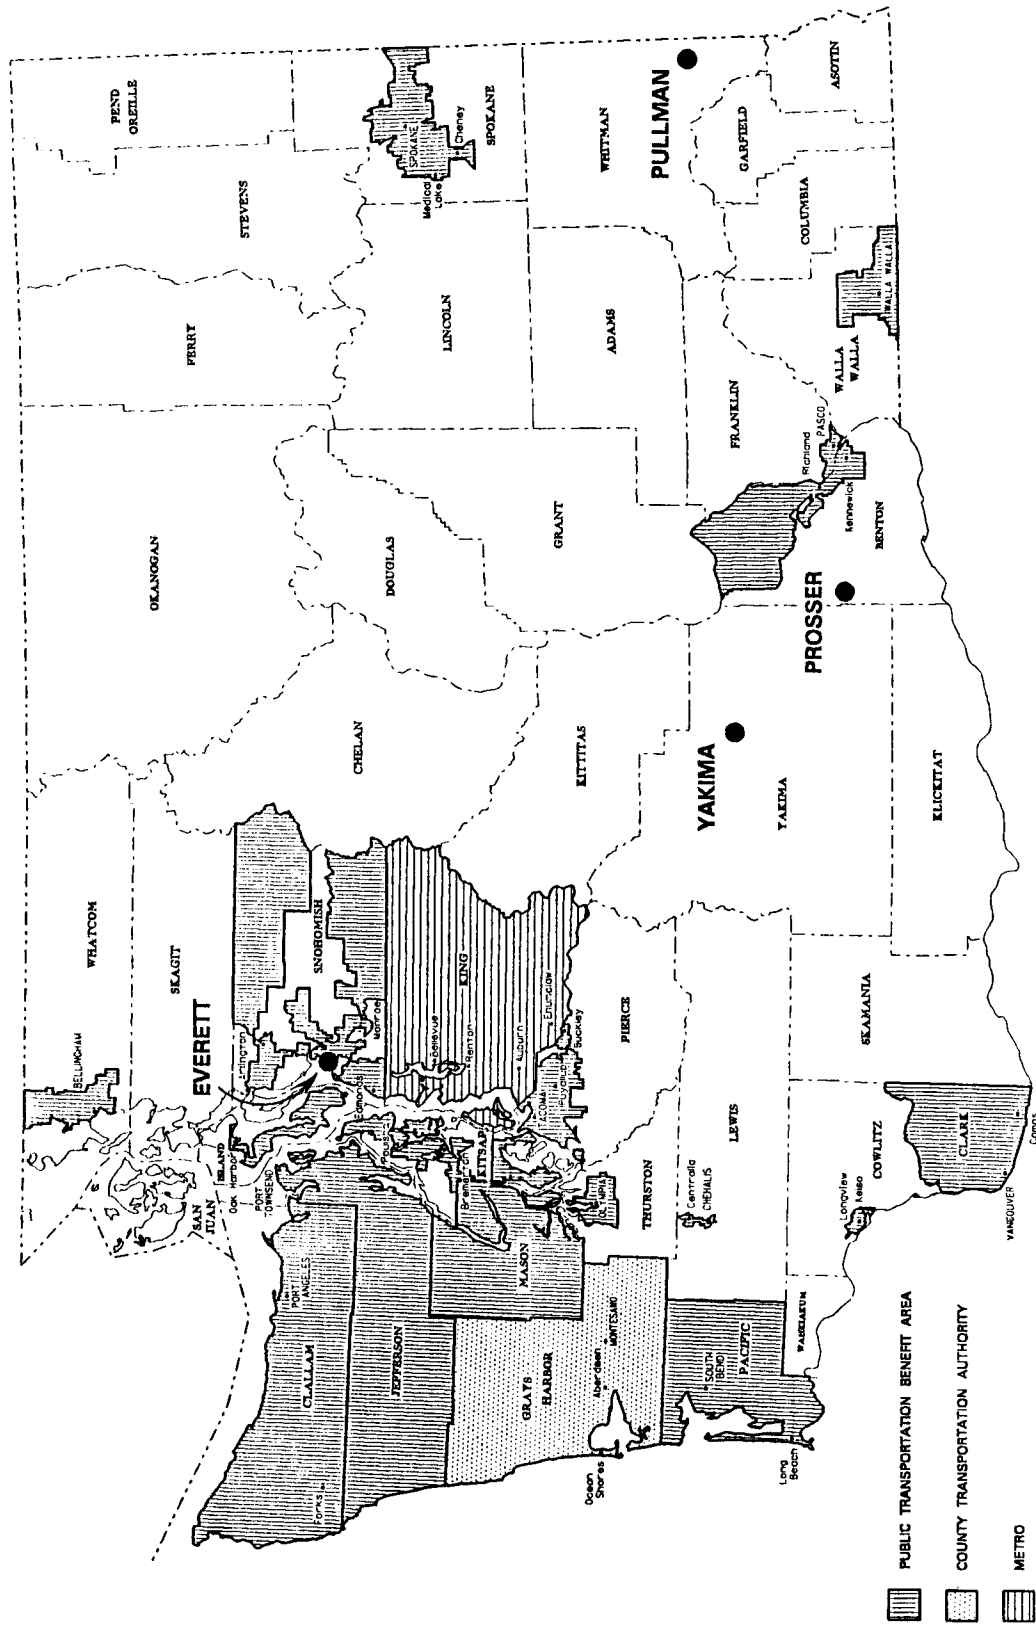 WHATCOM
BELLINGHAM
SKAGIT
SAN
JUAN
ISLAND
Oak Harbor
EVERETT
Arlington
SNOHOMISH
Monroe
Edmonds
OKANOGAN
FERRY
STEVENS
PEND
OREILLE
CHELAN
DOUGLAS
LINCOLN
SPOKANE
Medical
Lake
Cheney
SPOKANE
PORT
TOWNSEND
PORT
ANGELES
CLALLAM
Forks
JEFFERSON
KITSAP
Bremerton
KING
Bellevue
Renton
Auburn
Enumclaw
Buckley
Puyallup
MASON
GRAYS
HARBOR
Aberdeen
MONTESANO
Ocean
Shores
OLYMPIA
THURSTON
PIERCE
KITTITAS
GRANT
ADAMS
WHITMAN
PULLMAN
PACIFIC
SOUTH
BEND
Long
Beach
LEWIS
Centralia
CHEHALIS
YAKIMA
YAKIMA
PROSSER
BENTON
Richland
PASCO
Kennewick
FRANKLIN
WALLA
WALLA
WALLA WALLA
COLUMBIA
GARFIELD
ASOTIN
WAHKIAKUM
COWLITZ
Longview
Kelso
SKAMANIA
KLICKITAT
CLARK
VANCOUVER
Camas
PUBLIC TRANSPORTATION BENEFIT AREA
COUNTY TRANSPORTATION AUTHORITY
METRO